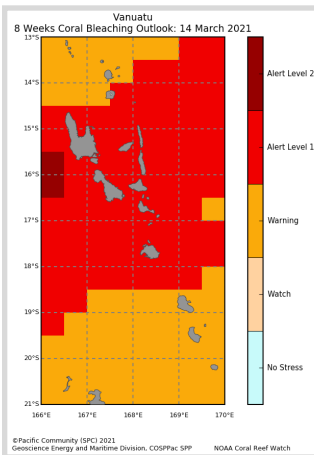 Vanuatu
8 Weeks Coral Bleaching Outlook: 14 March 2021
13°S
14°S
15°S
16°S
17°S
18°S
19°S
20°S
21°S
166°E 167°E 168°E 169°E 170°E
Alert Level 2
Alert Level 1
Warning
Watch
No Stress
©Pacific Community (SPC) 2021
Geoscience Energy and Maritime Division, COSPPac SPP NOAA Coral Reef Watch